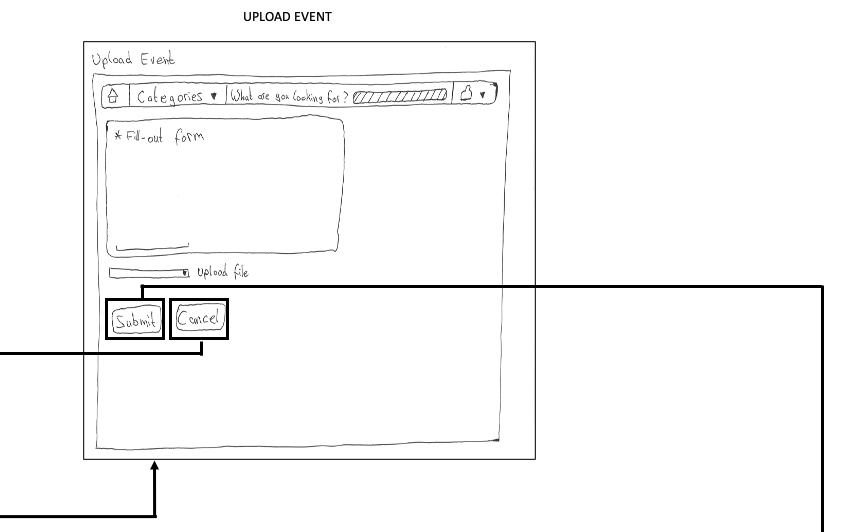 UPLOAD EVENT
Upload Event
Categories ▼ What are you looking for?
* Fill-out form
Upload file
Submit Cancel